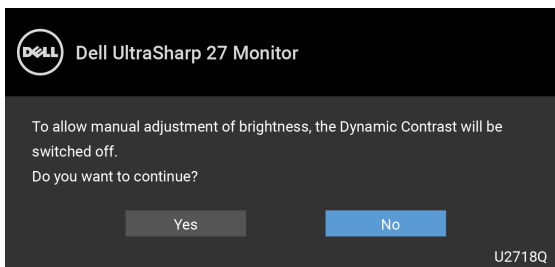 DELL Dell UltraSharp 27 Monitor
To allow manual adjustment of brightness, the Dynamic Contrast will be
switched off.
Do you want to continue?
Yes No
U2718Q